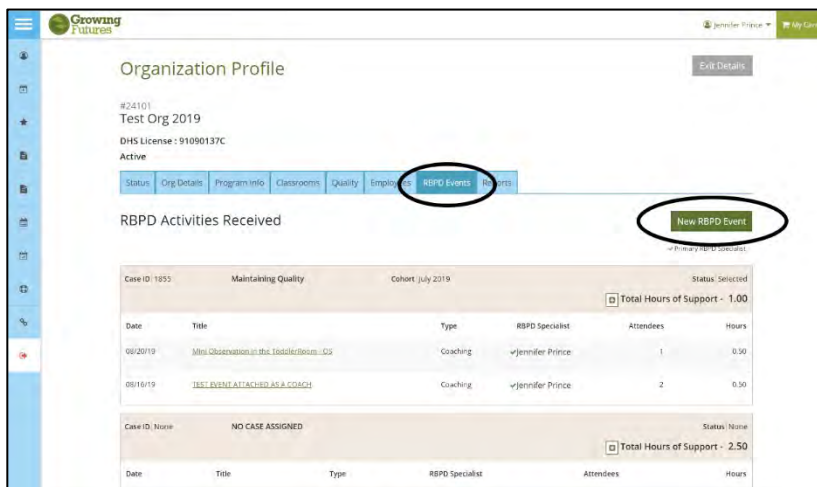 Growing Futures
Jennifer Prince
My Cart
Organization Profile
Exit Details
#24101
Test Org 2019
DHS License : 91090137C
Active
Status Org Details Program Info Classrooms Quality Employees RBPD Events Reports
RBPD Activities Received
New RBPD Event
Primary RBPD Specialist
Case ID: 1855 Maintaining Quality Cohort: July 2019 Status: Selected
Total Hours of Support - 1.00
Date Title Type RBPD Specialist Attendees Hours
08/20/19 Mini Observation in the ToddlerRoom - OS Coaching Jennifer Prince 1 0.50
08/16/19 TEST EVENT ATTACHED AS A COACH Coaching Jennifer Prince 2 0.50
Case ID: None NO CASE ASSIGNED Status: None
Total Hours of Support - 2.50
Date Title Type RBPD Specialist Attendees Hours